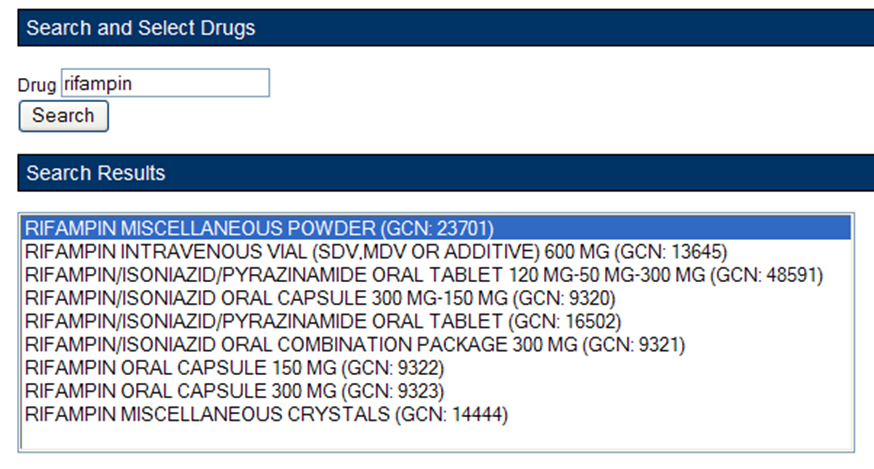 Search and Select Drugs
Drug rifampin
Search
Search Results
RIFAMPIN MISCELLANEOUS POWDER (GCN: 23701)
RIFAMPIN INTRAVENOUS VIAL (SDV,MDV OR ADDITIVE) 600 MG (GCN: 13645)
RIFAMPIN/ISONIAZID/PYRAZINAMIDE ORAL TABLET 120 MG-50 MG-300 MG (GCN: 48591)
RIFAMPIN/ISONIAZID ORAL CAPSULE 300 MG-150 MG (GCN: 9320)
RIFAMPIN/ISONIAZID/PYRAZINAMIDE ORAL TABLET (GCN: 16502)
RIFAMPIN/ISONIAZID ORAL COMBINATION PACKAGE 300 MG (GCN: 9321)
RIFAMPIN ORAL CAPSULE 150 MG (GCN: 9322)
RIFAMPIN ORAL CAPSULE 300 MG (GCN: 9323)
RIFAMPIN MISCELLANEOUS CRYSTALS (GCN: 14444)